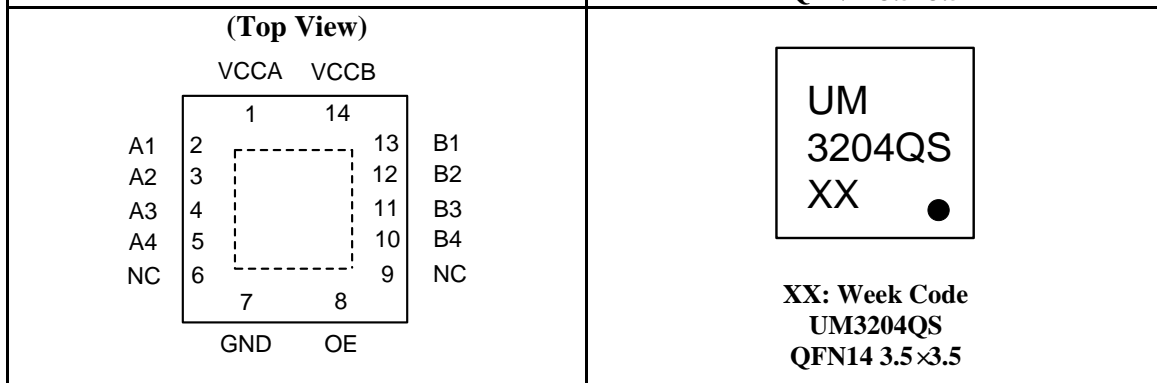 (Top View)
VCCA VCCB
1 14
A1 2 13 B1
A2 3 12 B2
A3 4 11 B3
A4 5 10 B4
NC 6 9 NC
7 8
GND OE
UM
3204QS
XX
XX: Week Code
UM3204QS
QFN14 3.5×3.5